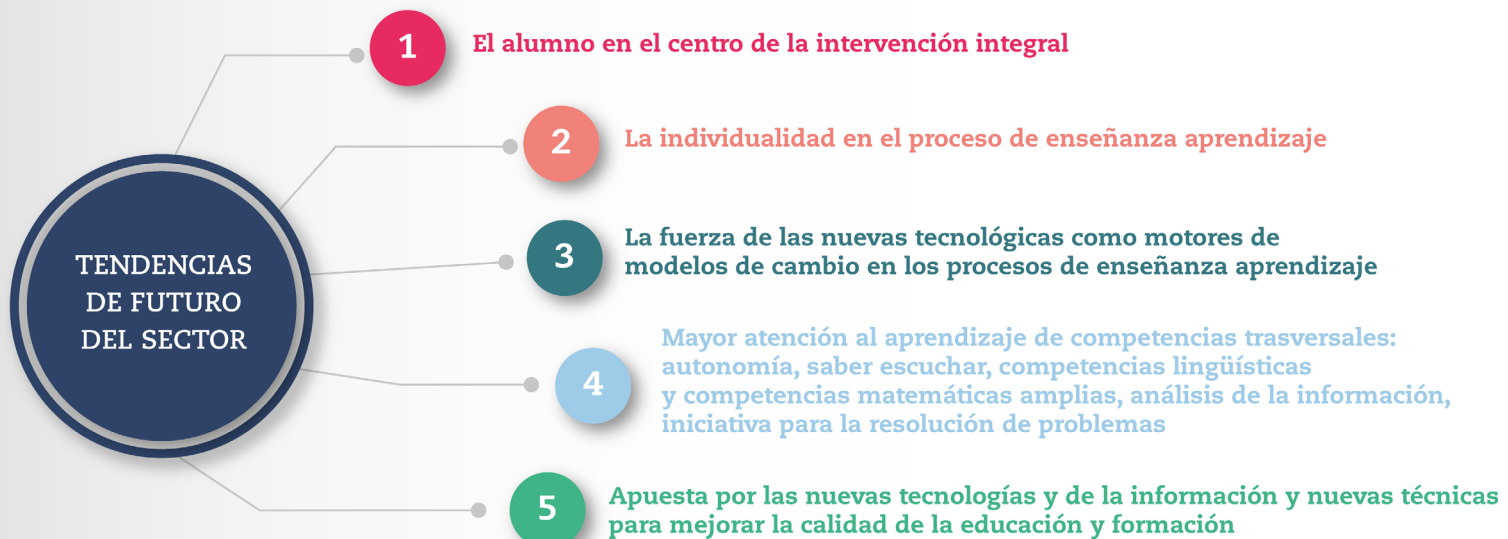 TENDENCIAS
DE FUTURO
DEL SECTOR
1
El alumno en el centro de la intervención integral
2
La individualidad en el proceso de enseñanza aprendizaje
3
La fuerza de las nuevas tecnológicas como motores de
modelos de cambio en los procesos de enseñanza aprendizaje
4
Mayor atención al aprendizaje de competencias trasversales:
autonomía, saber escuchar, competencias lingüísticas
y competencias matemáticas amplias, análisis de la información,
iniciativa para la resolución de problemas
5
Apuesta por las nuevas tecnologías y de la información y nuevas técnicas
para mejorar la calidad de la educación y formación